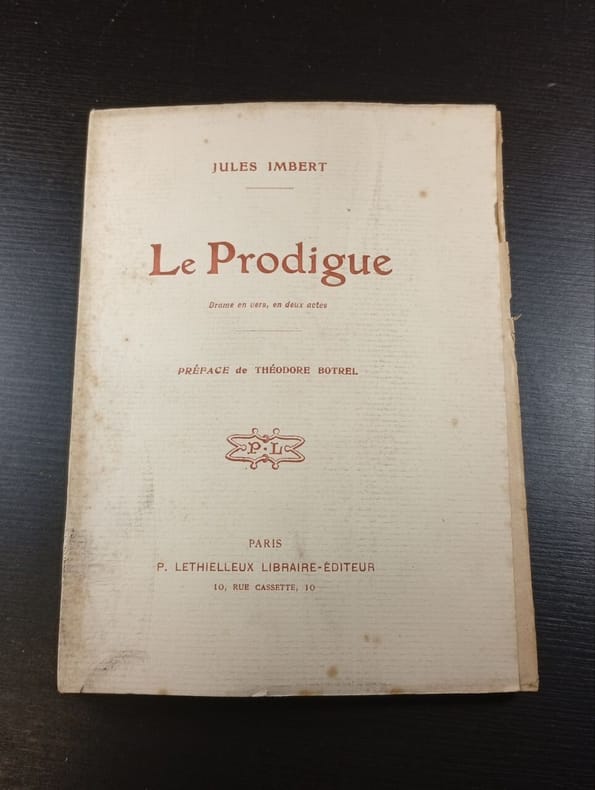 JULES IMBERT
Le Prodigue
Drame en vers, en deux actes
PRÉFACE de THÉODORE BOTREL
P·L
PARIS
P. LETHIELLEUX LIBRAIRE-ÉDITEUR
10, RUE CASSETTE, 10